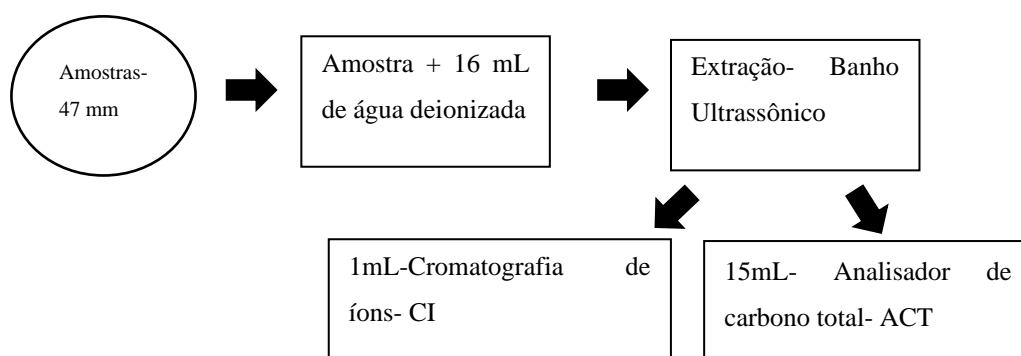 Amostras-
47 mm
Amostra + 16 mL
de água deionizada
Extração- Banho
Ultrassônico
1mL-Cromatografia de
íons- CI
15mL- Analisador de
carbono total- ACT